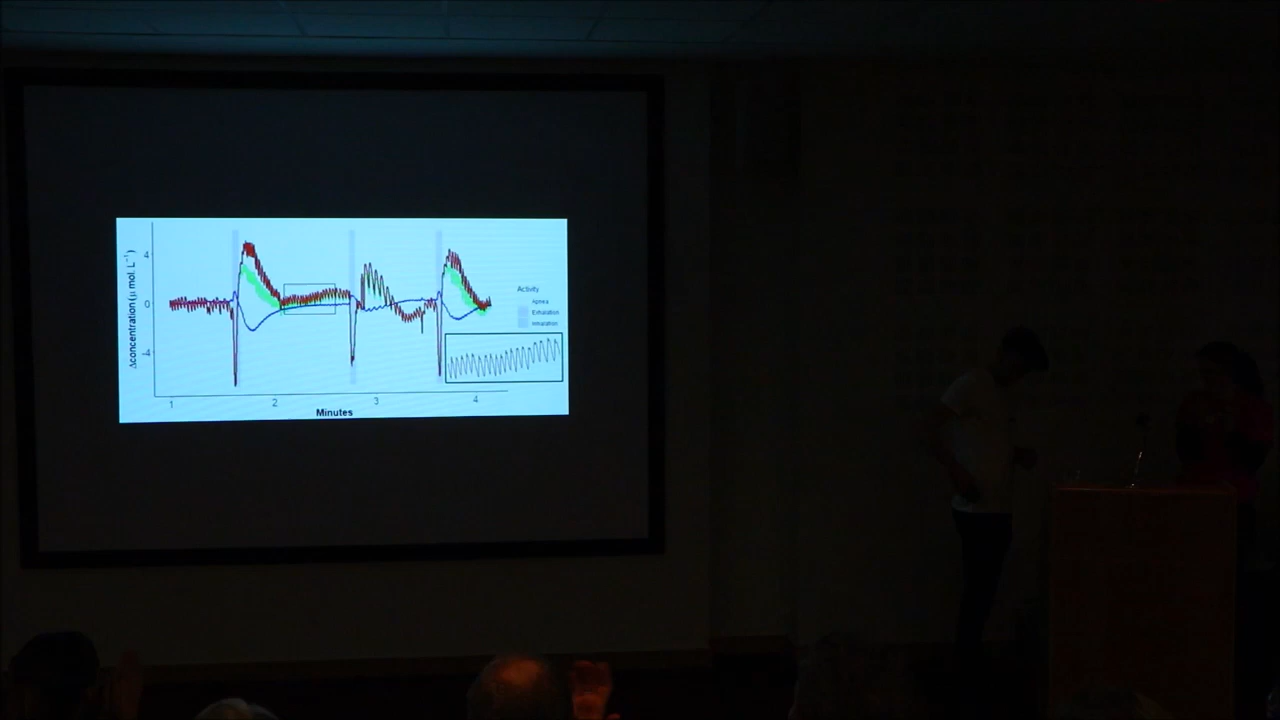 Δconcentration (μ mol. L⁻¹)
4
0
-4
1
2
3
4
Minutes
Activity
Apnea
Exhalation
Inhalation